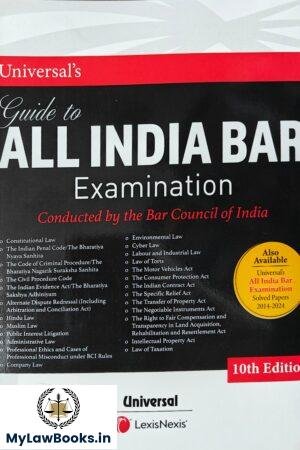 Universal's
Guide to
ALL INDIA BAR
Examination
Conducted by the Bar Council of India
Constitutional Law
The Indian Penal Code/The Bharatiya
Nyaya Sanhita
The Code of Criminal Procedure/The
Bharatiya Nagarik Suraksha Sanhita
The Civil Procedure Code
The Indian Evidence Act/The Bharatiya
Sakshya Adhiniyam
Alternate Dispute Redressal (Including
Arbitration and Conciliation Act)
Hindu Law
Muslim Law
Public Interest Litigation
Administrative Law
Professional Ethics and Cases of
Professional Misconduct under BCI Rules
Company Law
Environmental Law
Cyber Law
Labour and Industrial Law
Law of Torts
The Motor Vehicles Act
The Consumer Protection Act
The Indian Contract Act
The Specific Relief Act
The Transfer of Property Act
The Negotiable Instruments Act
The Right to Fair Compensation and
Transparency in Land Acquisition,
Rehabilitation and Resettlement Act
Intellectual Property Act
Law of Taxation
Also
Available
Universal's
All India Bar
Examination
Solved Papers
2014-2024
10th Edition
Universal
LexisNexis
MyLawBooks.in